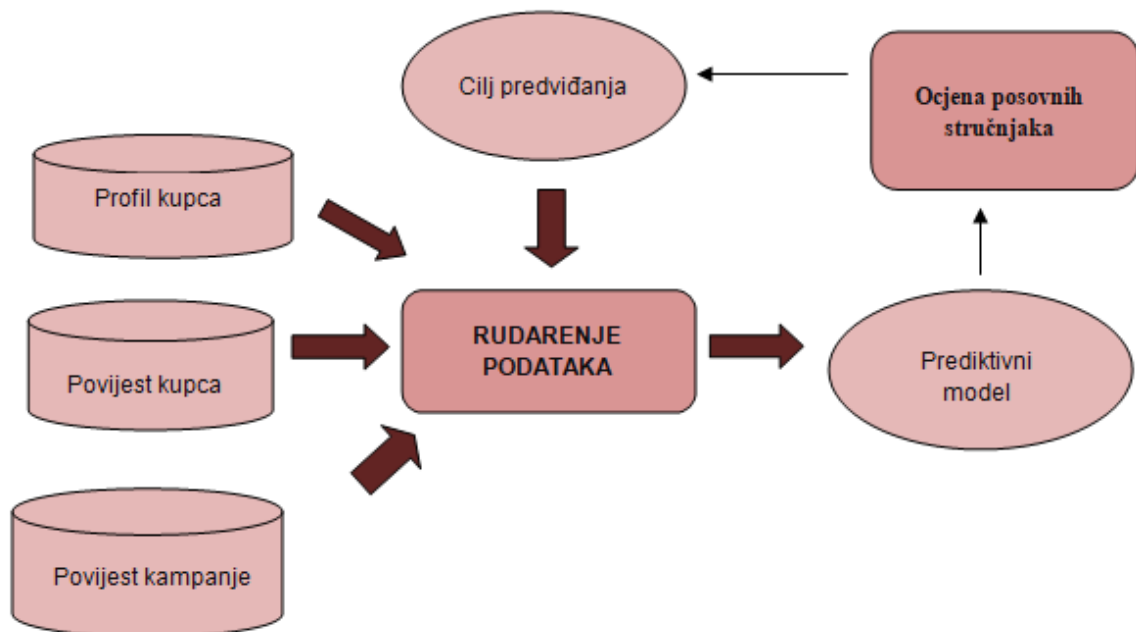 Cilj predviđanja
Ocjena posovnih
stručnjaka
Profil kupca
RUDARENJE
PODATAKA
Povijest kupca
Prediktivni
model
Povijest kampanje